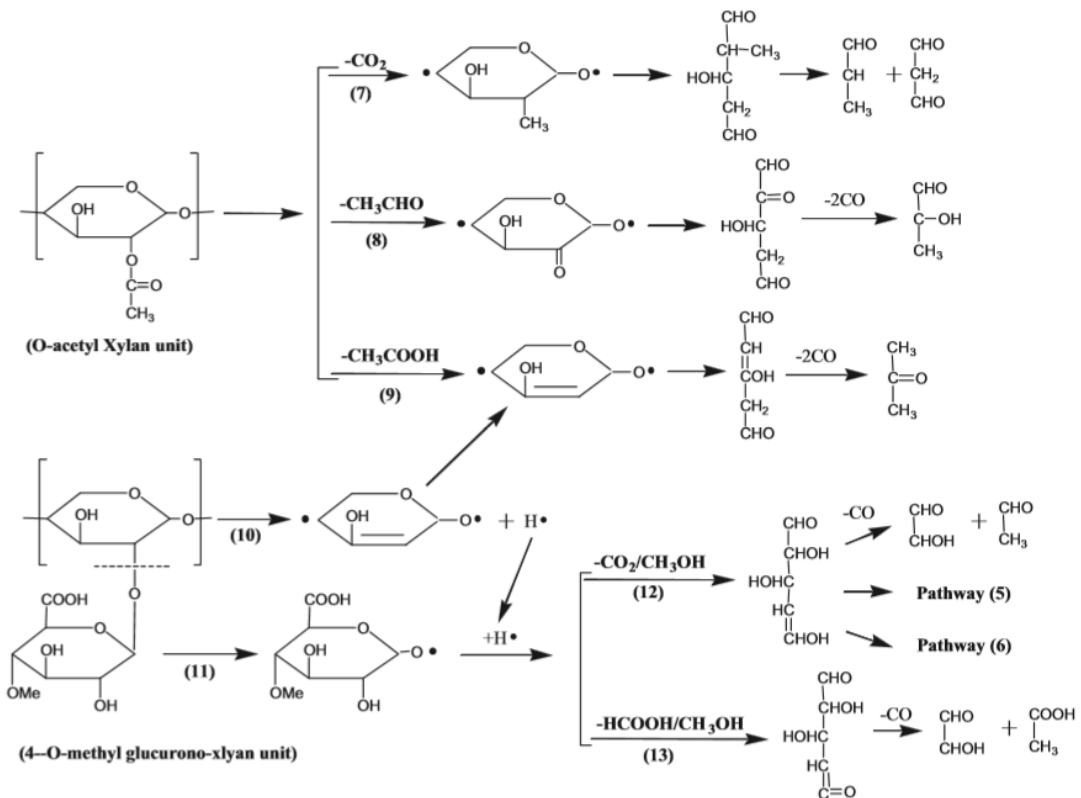 -CO2
(7)
OH
O
O•
CH3
CHO
CH-CH3
HOHC
CH2
CHO
CHO
CH
CH3
+
CHO
CH2
CHO
OH
O
O
O
C=O
CH3
(O-acetyl Xylan unit)
-CH3CHO
(8)
OH
O
O•
O
CHO
C=O
HOHC
CH2
CHO
-2CO
CHO
C-OH
CH3
-CH3COOH
(9)
OH
O
O•
CHO
CH
COH
CH2
CHO
-2CO
CH3
C=O
CH3
OH
O
O
(10)
OH
O
O•
+ H•
+H•
O
COOH
O
OH
OMe
OH
(11)
COOH
O
OH
OMe
OH
O •
(4--O-methyl glucurono-xlyan unit)
-CO2/CH3OH
(12)
CHO
CHOH
HOHC
HC
CHOH
-CO
CHO
CHOH
+
CHO
CH3
Pathway (5)
Pathway (6)
-HCOOH/CH3OH
(13)
CHO
CHOH
HOHC
HC
C=O
-CO
CHO
CHOH
+
COOH
CH3